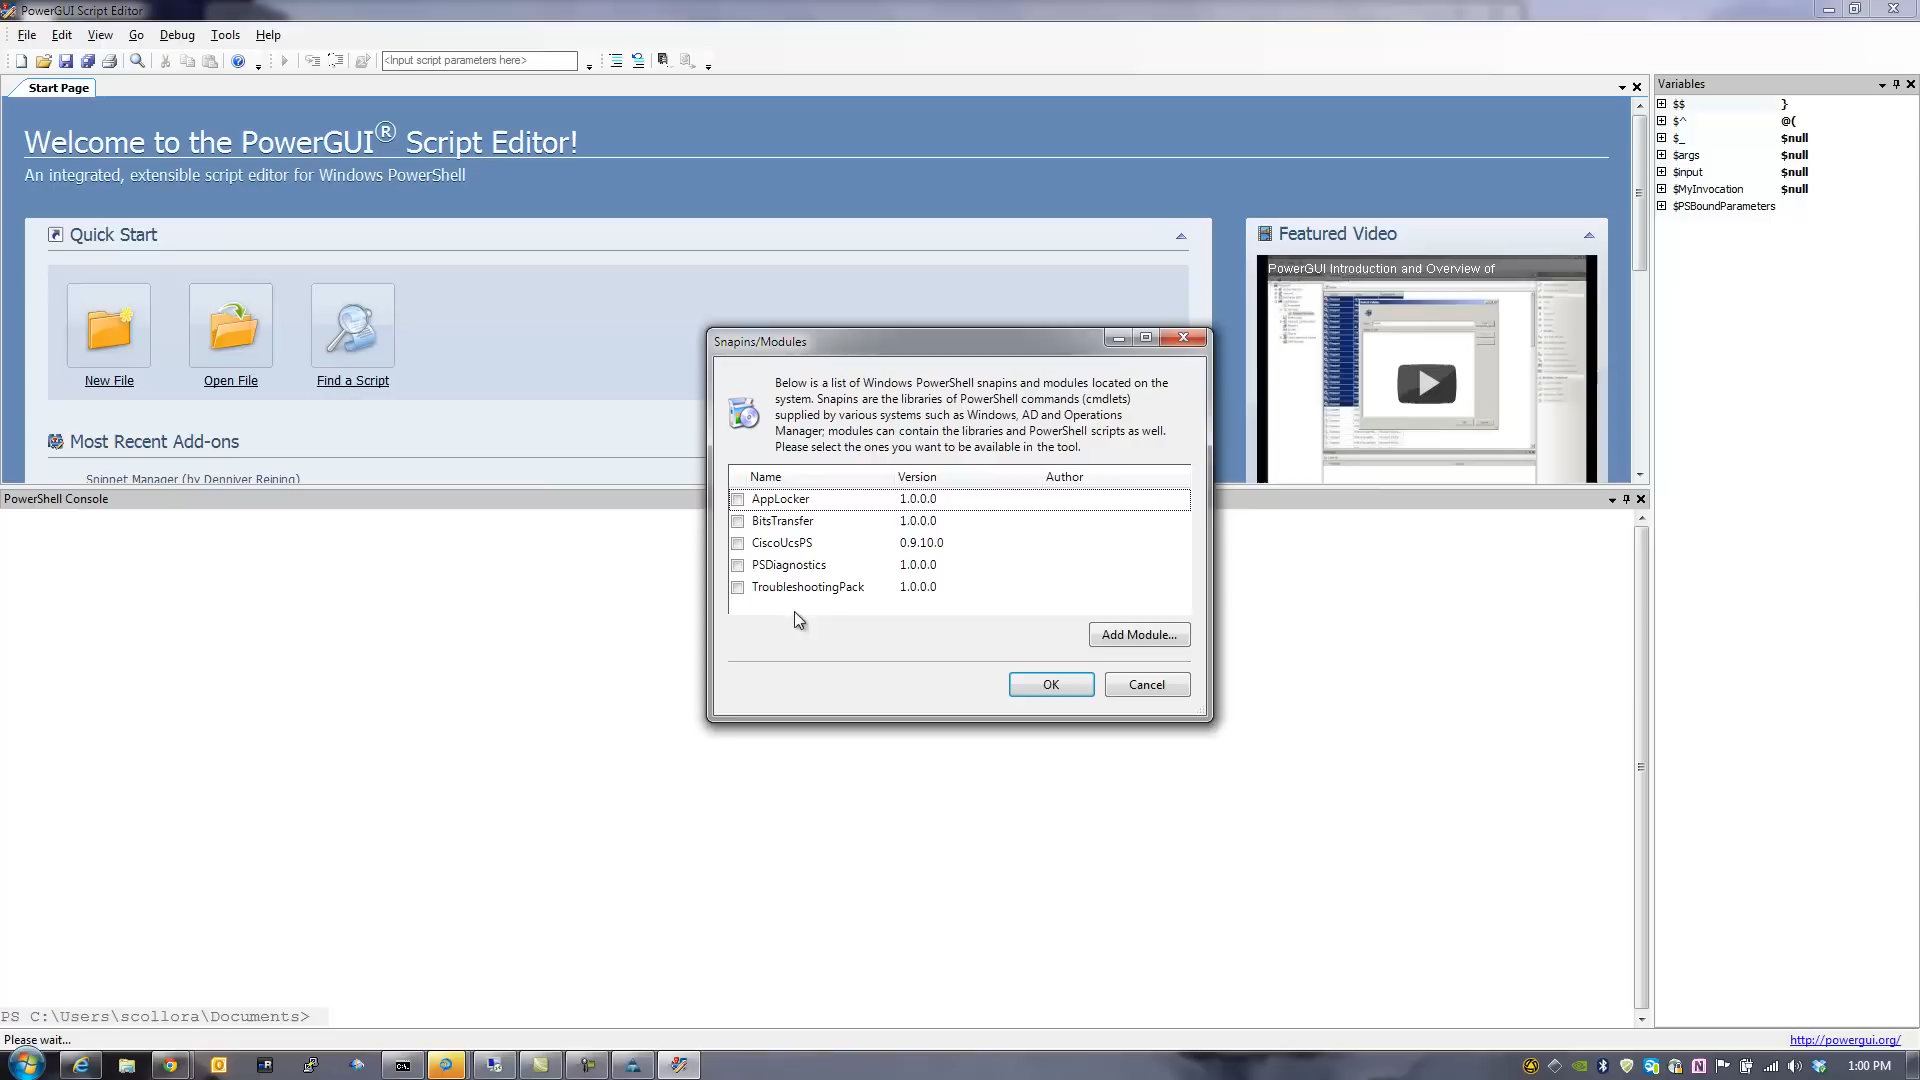 PowerGUI Script Editor
File Edit View Go Debug Tools Help
<Input script parameters here>
Start Page
Welcome to the PowerGUI® Script Editor!
An integrated, extensible script editor for Windows PowerShell
Quick Start
New File Open File Find a Script
Most Recent Add-ons
Snippet Manager (by Denniver Reining)
Featured Video
PowerGUI Introduction and Overview of
Variables
$$ }
$^ @(
$_ $null
$args $null
$input $null
$MyInvocation $null
$PSBoundParameters
Snapins/Modules
Below is a list of Windows PowerShell snapins and modules located on the
system. Snapins are the libraries of PowerShell commands (cmdlets)
supplied by various systems such as Windows, AD and Operations
Manager; modules can contain the libraries and PowerShell scripts as well.
Please select the ones you want to be available in the tool.
Name Version Author
AppLocker 1.0.0.0
BitsTransfer 1.0.0.0
CiscoUcsPS 0.9.10.0
PSDiagnostics 1.0.0.0
TroubleshootingPack 1.0.0.0
Add Module...
OK Cancel
PowerShell Console
PS C:\Users\scollora\Documents>
Please wait...
http://powergui.org/
1:00 PM